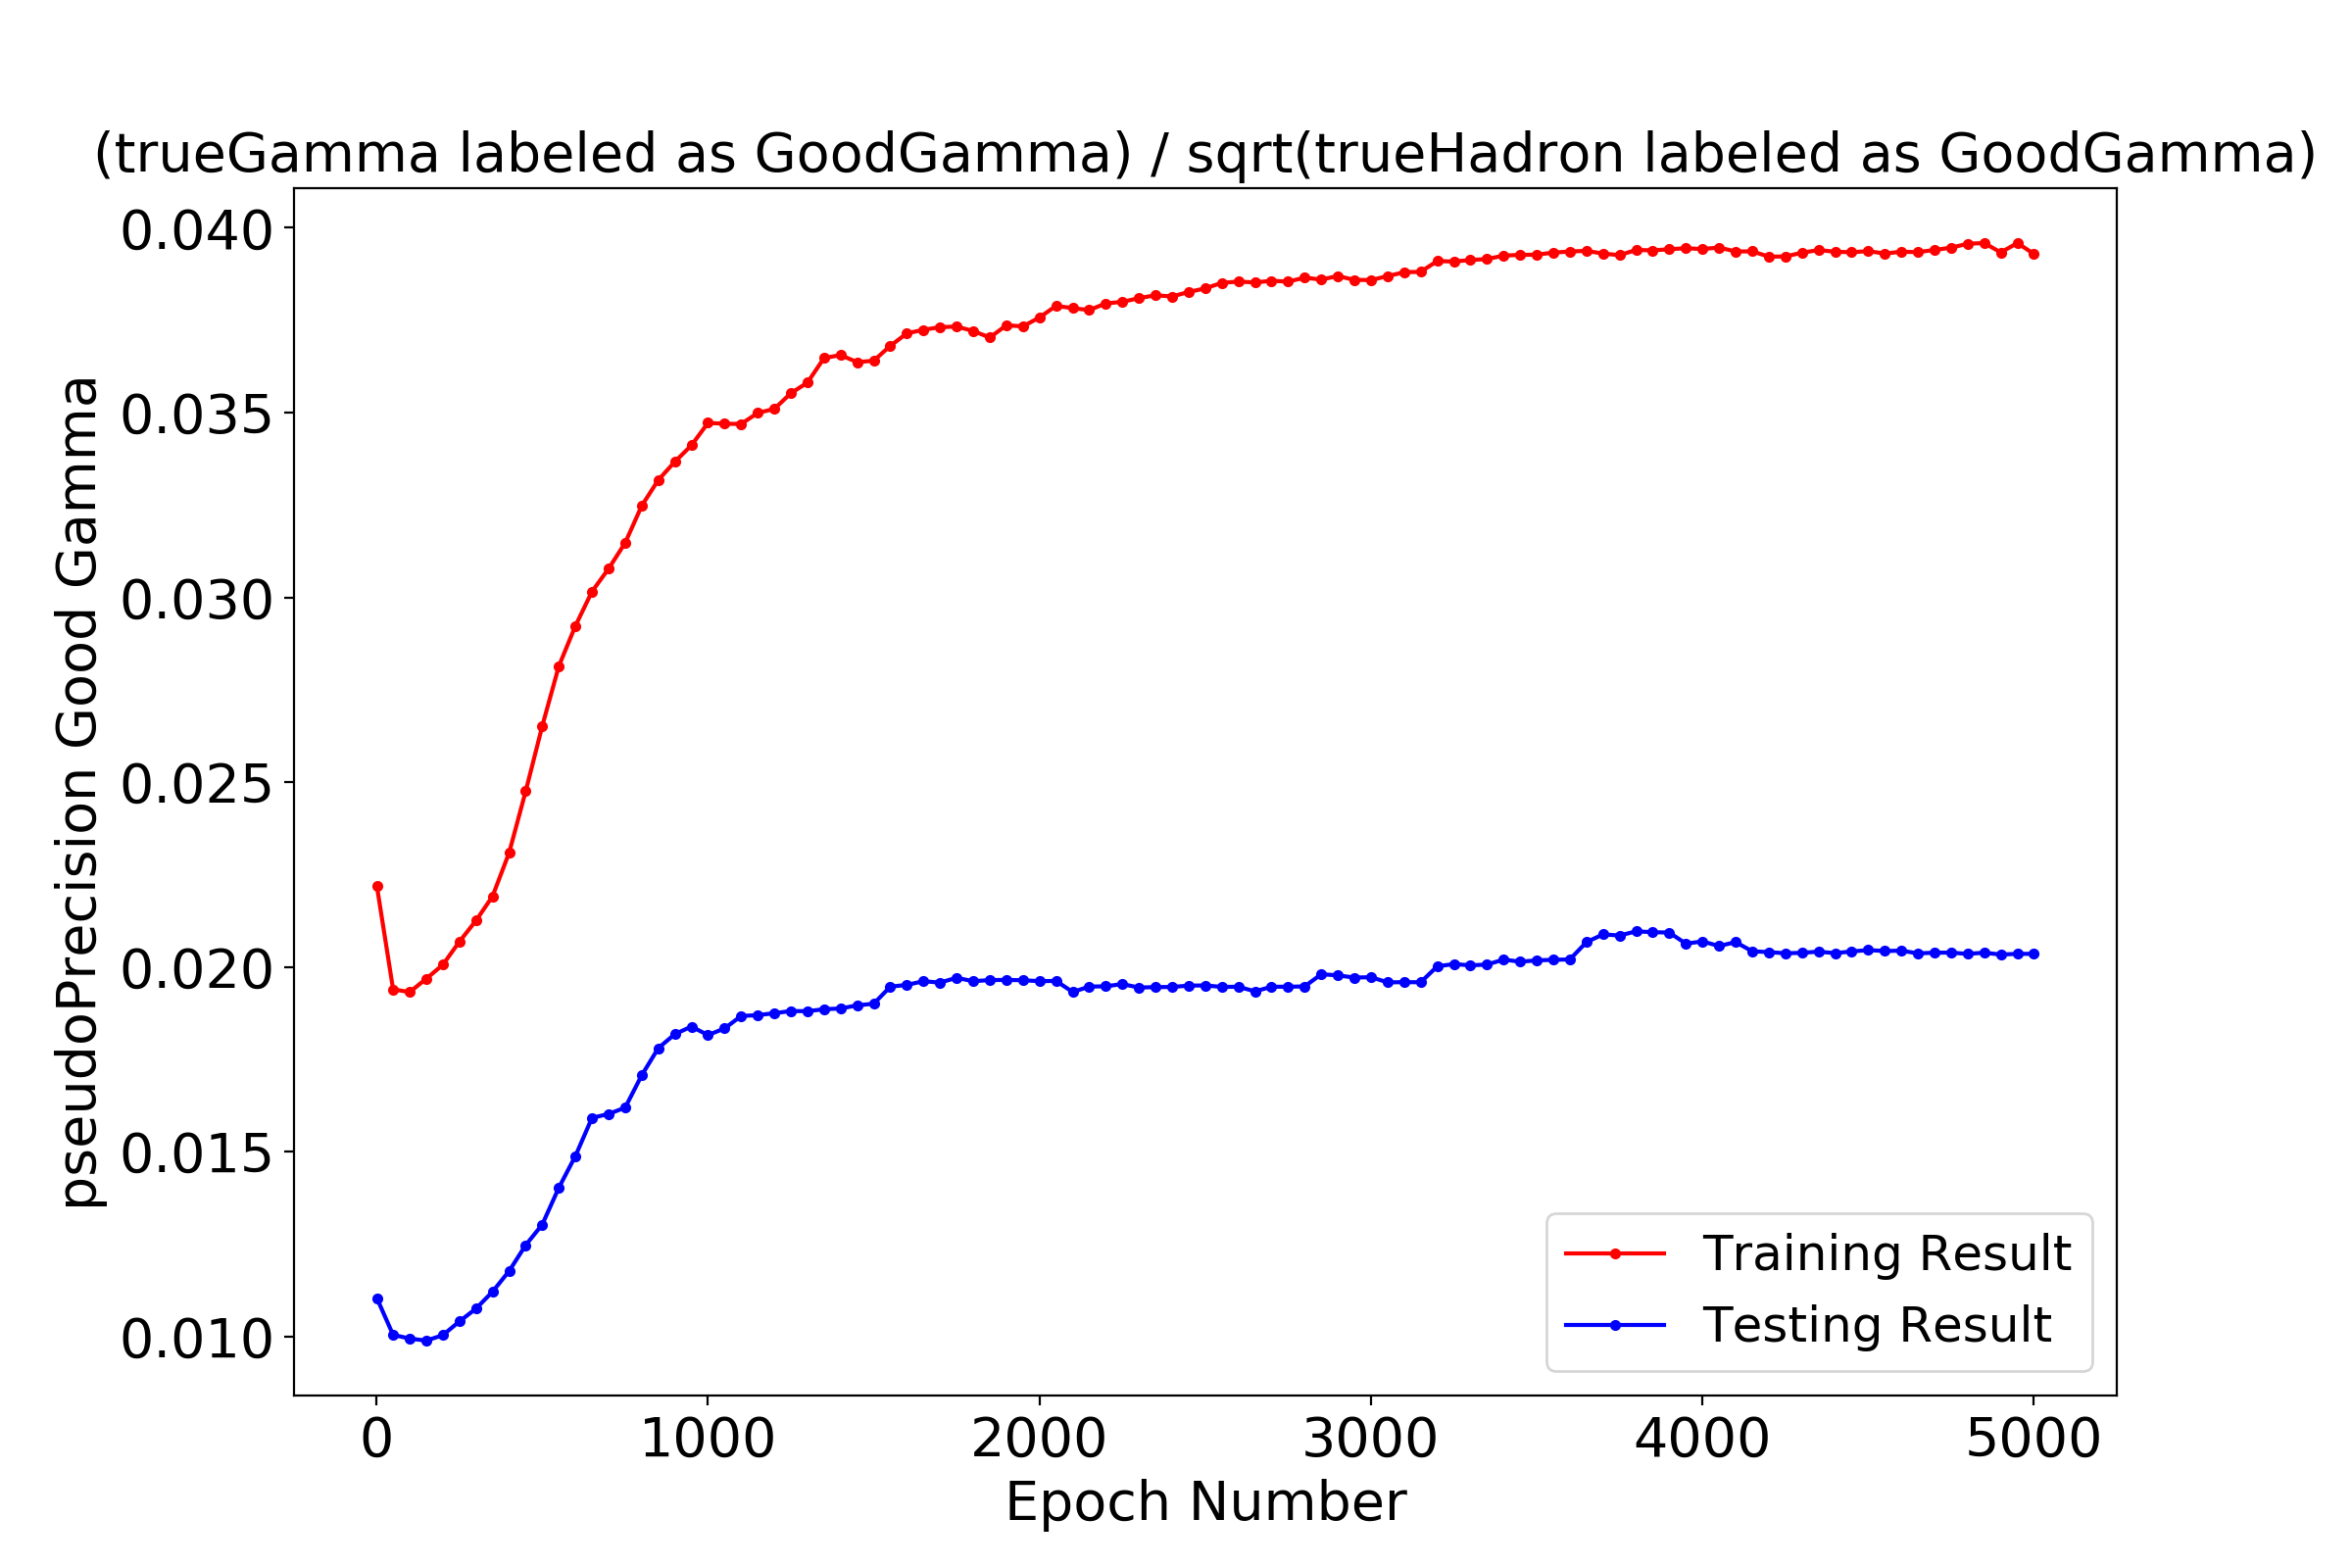 (trueGamma labeled as GoodGamma) / sqrt(trueHadron labeled as GoodGamma)
pseudoPrecision Good Gamma
0.040
0.035
0.030
0.025
0.020
0.015
0.010
Training Result
Testing Result
0 1000 2000 3000 4000 5000
Epoch Number